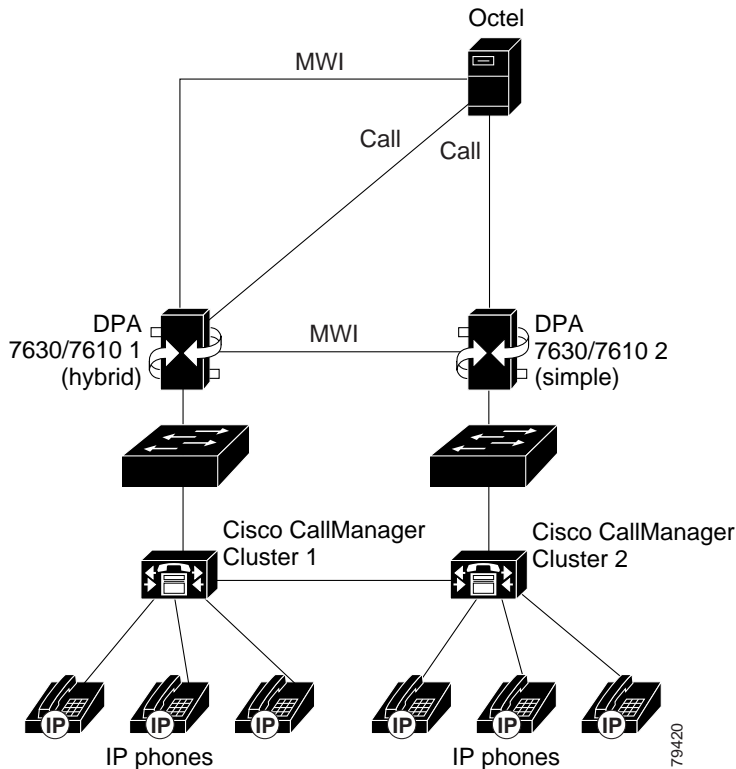 Octel
MWI
Call
Call
DPA
7630/7610 1
(hybrid)
MWI
DPA
7630/7610 2
(simple)
Cisco CallManager
Cluster 1
Cisco CallManager
Cluster 2
IP
IP
IP
IP
IP
IP
IP phones
IP phones
79420